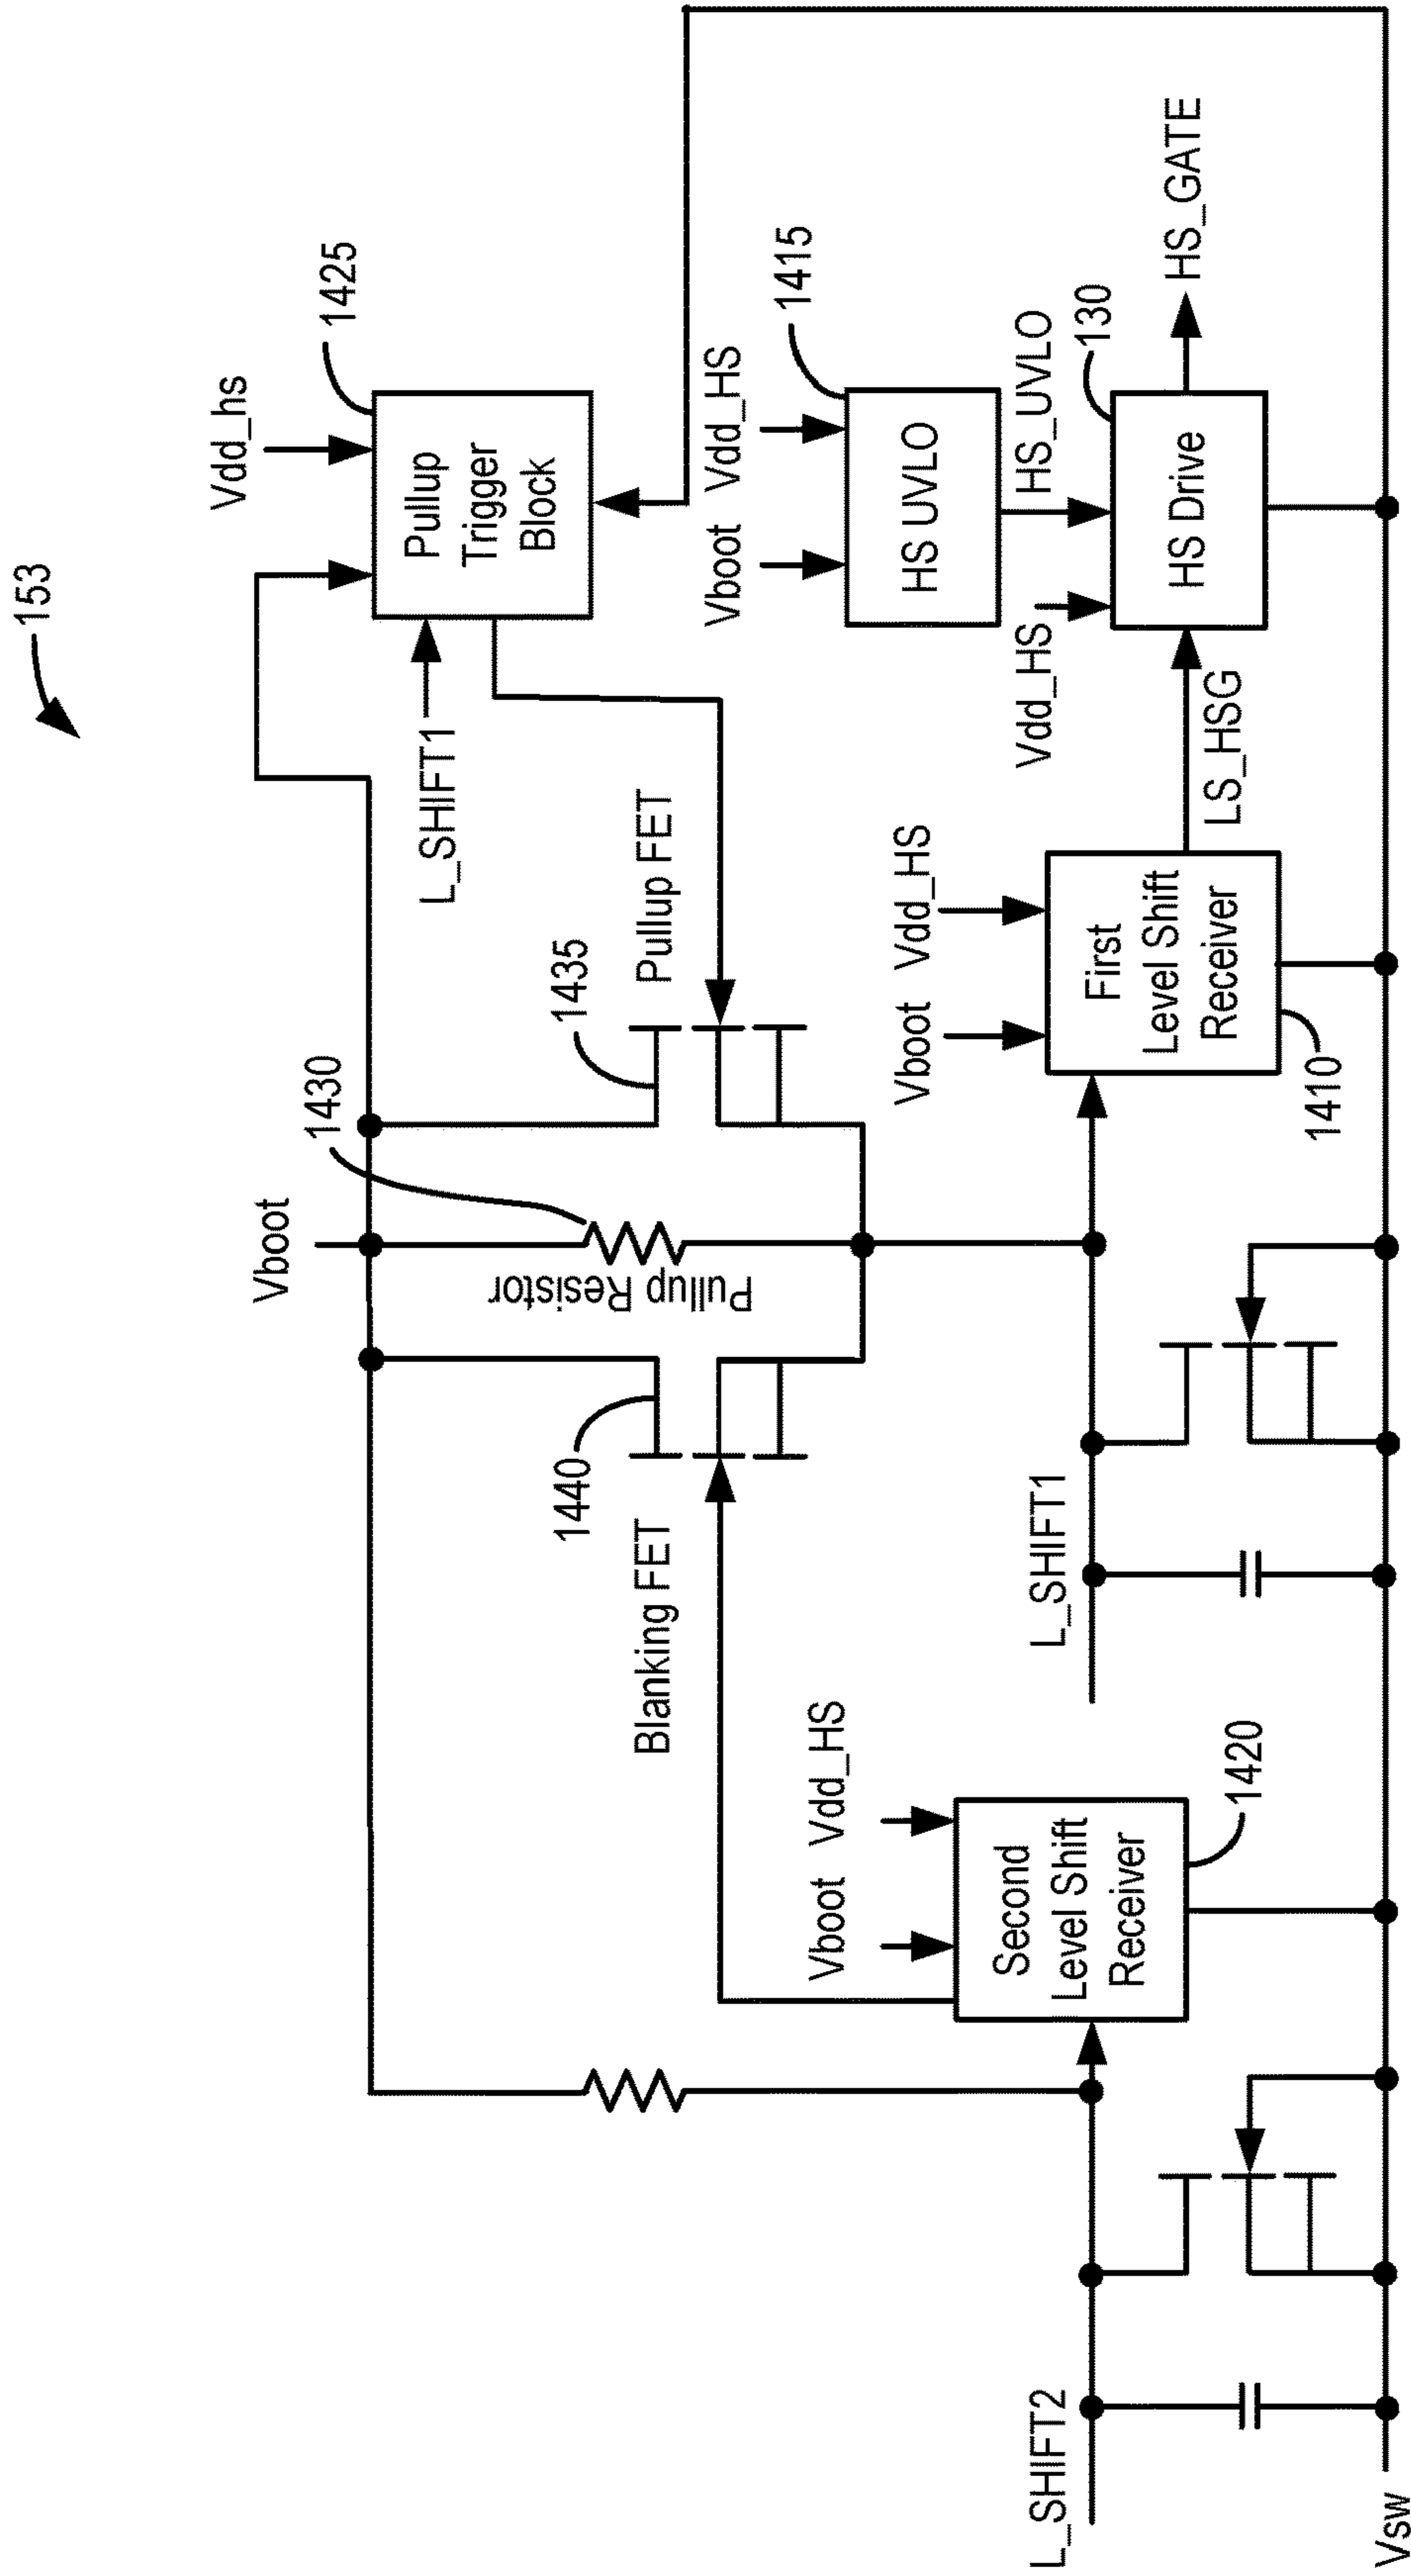 153
Vboot
Vdd_hs
1425
Pullup
Trigger
Block
L_SHIFT1
1430
Pullup Resistor
1440
Blanking FET
1435
Pullup FET
Vboot
Vdd_HS
1415
HS UVLO
HS_UVLO
Vboot
Vdd_HS
Second
Level Shift
Receiver
1420
Vboot
Vdd_HS
First
Level Shift
Receiver
1410
LS_HSG
Vdd_HS
130
HS Drive
HS_GATE
L_SHIFT2
L_SHIFT1
Vsw